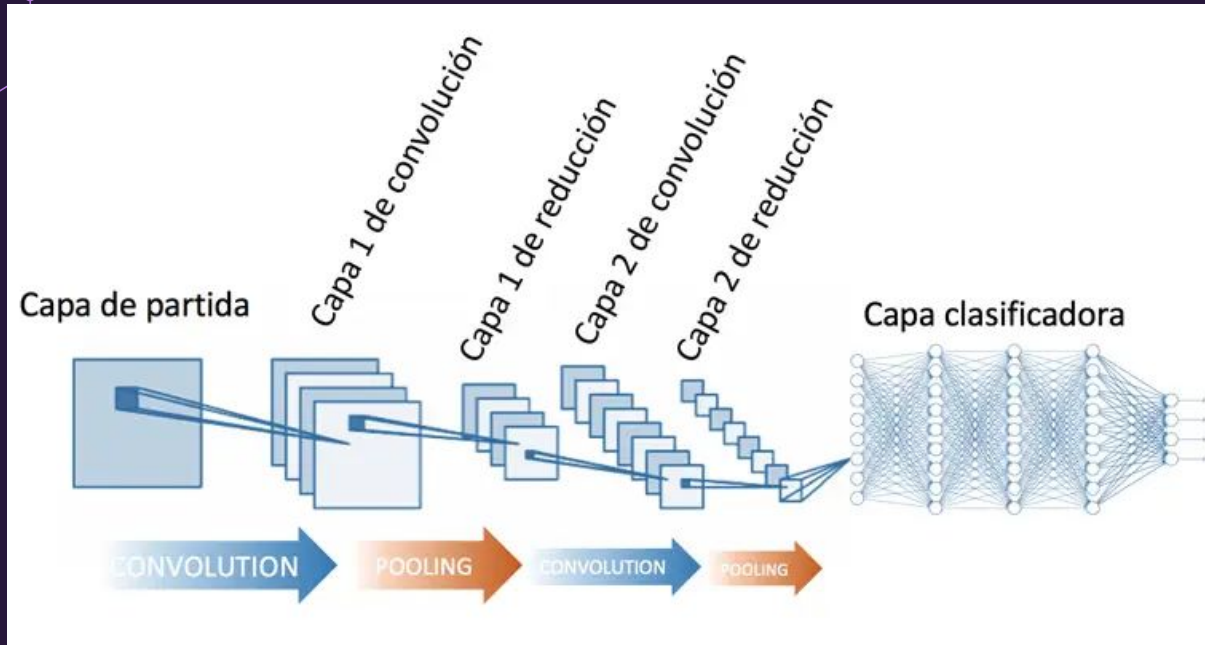 Capa de partida
Capa 1 de convolución
Capa 1 de reducción
Capa 2 de convolución
Capa 2 de reducción
Capa clasificadora
CONVOLUTION
POOLING
CONVOLUTION
POOLING